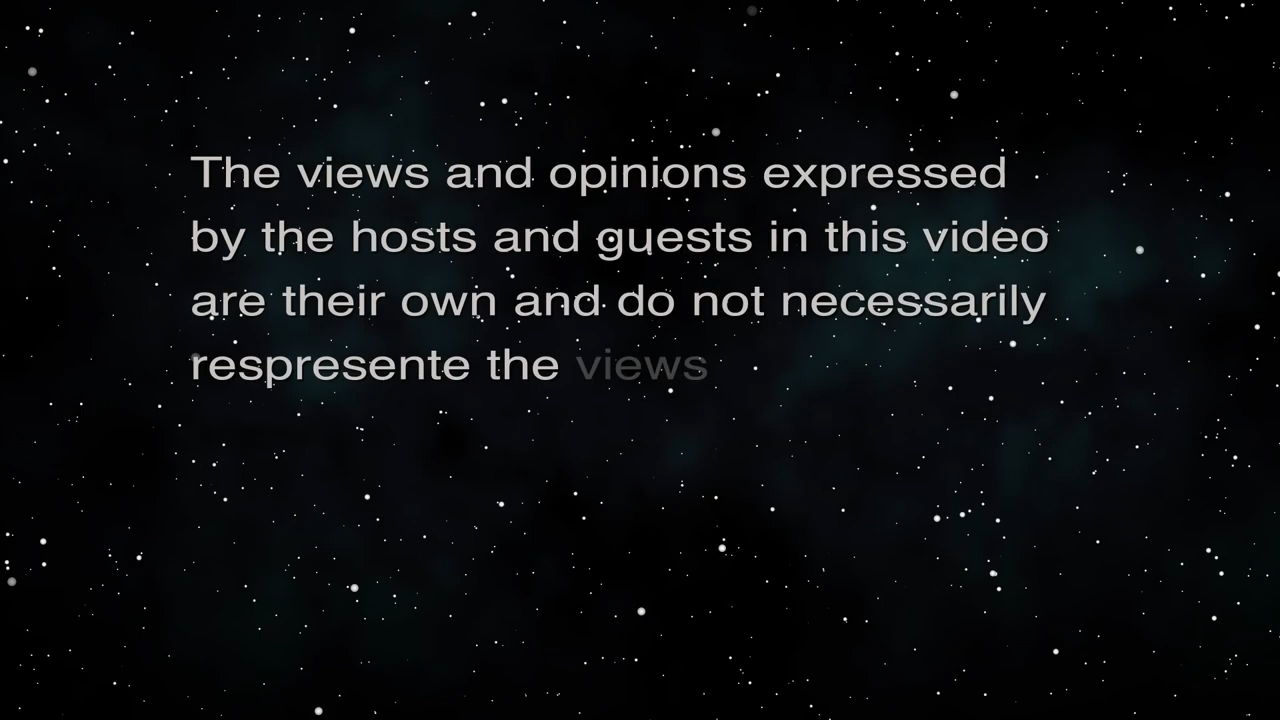 The views and opinions expressed
by the hosts and guests in this video
are their own and do not necessarily
respresente the views